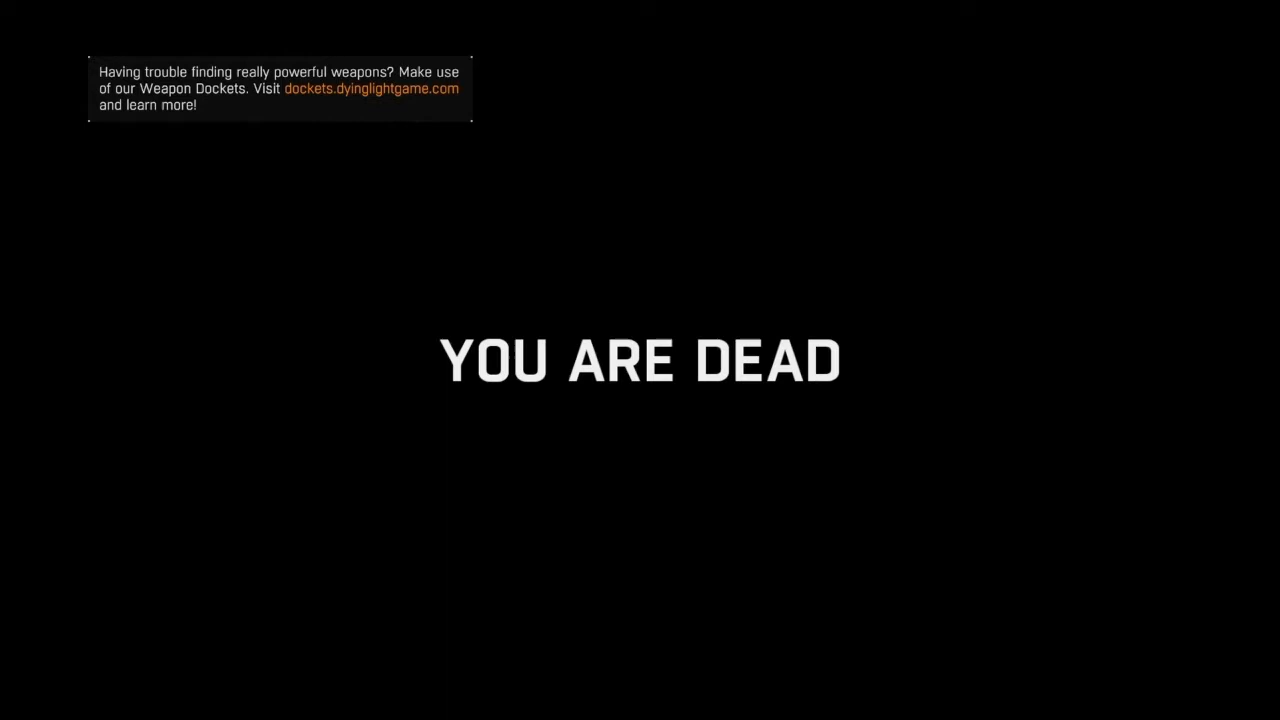 Having trouble finding really powerful weapons? Make use
of our Weapon Dockets. Visit dockets.dyinglightgame.com
and learn more!
YOU ARE DEAD